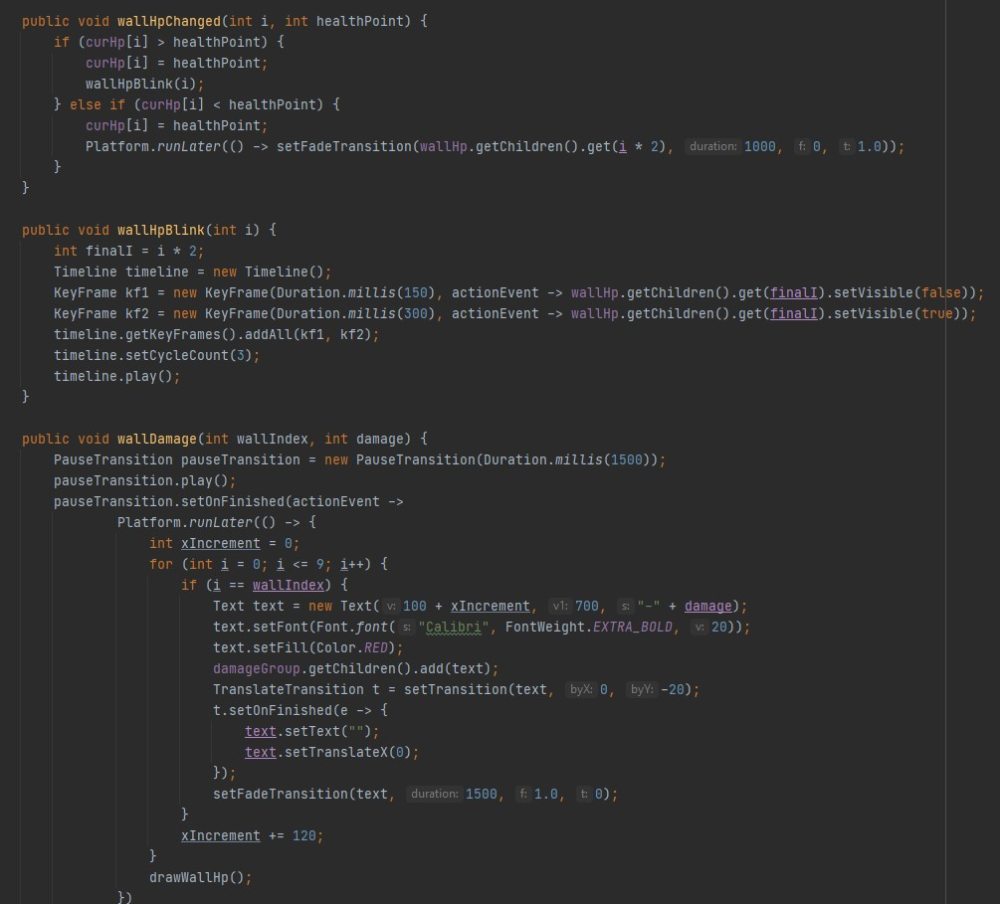 public void wallHpChanged(int i, int healthPoint) {
    if (curHp[i] > healthPoint) {
        curHp[i] = healthPoint;
        wallHpBlink(i);
    } else if (curHp[i] < healthPoint) {
        curHp[i] = healthPoint;
        Platform.runLater(() -> setFadeTransition(wallHp.getChildren().get(i * 2), duration: 1000, f: 0, t: 1.0));
    }
}
public void wallHpBlink(int i) {
    int finalI = i * 2;
    Timeline timeline = new Timeline();
    KeyFrame kf1 = new KeyFrame(Duration.millis(150), actionEvent -> wallHp.getChildren().get(finalI).setVisible(false));
    KeyFrame kf2 = new KeyFrame(Duration.millis(300), actionEvent -> wallHp.getChildren().get(finalI).setVisible(true));
    timeline.getKeyFrames().addAll(kf1, kf2);
    timeline.setCycleCount(3);
    timeline.play();
}
public void wallDamage(int wallIndex, int damage) {
    PauseTransition pauseTransition = new PauseTransition(Duration.millis(1500));
    pauseTransition.play();
    pauseTransition.setOnFinished(actionEvent ->
            Platform.runLater(() -> {
                int xIncrement = 0;
                for (int i = 0; i <= 9; i++) {
                    if (i == wallIndex) {
                        Text text = new Text( v: 100 + xIncrement, v1: 700, s: "-" + damage);
                        text.setFont(Font.font( s: "Calibri", FontWeight.EXTRA_BOLD, v: 20));
                        text.setFill(Color.RED);
                        damageGroup.getChildren().add(text);
                        TranslateTransition t = setTransition(text, byX: 0, byY: -20);
                        t.setOnFinished(e -> {
                            text.setText("");
                            text.setTranslateX(0);
                        });
                        setFadeTransition(text, duration: 1500, f: 1.0, t: 0);
                    }
                    xIncrement += 120;
                }
                drawWallHp();
            })